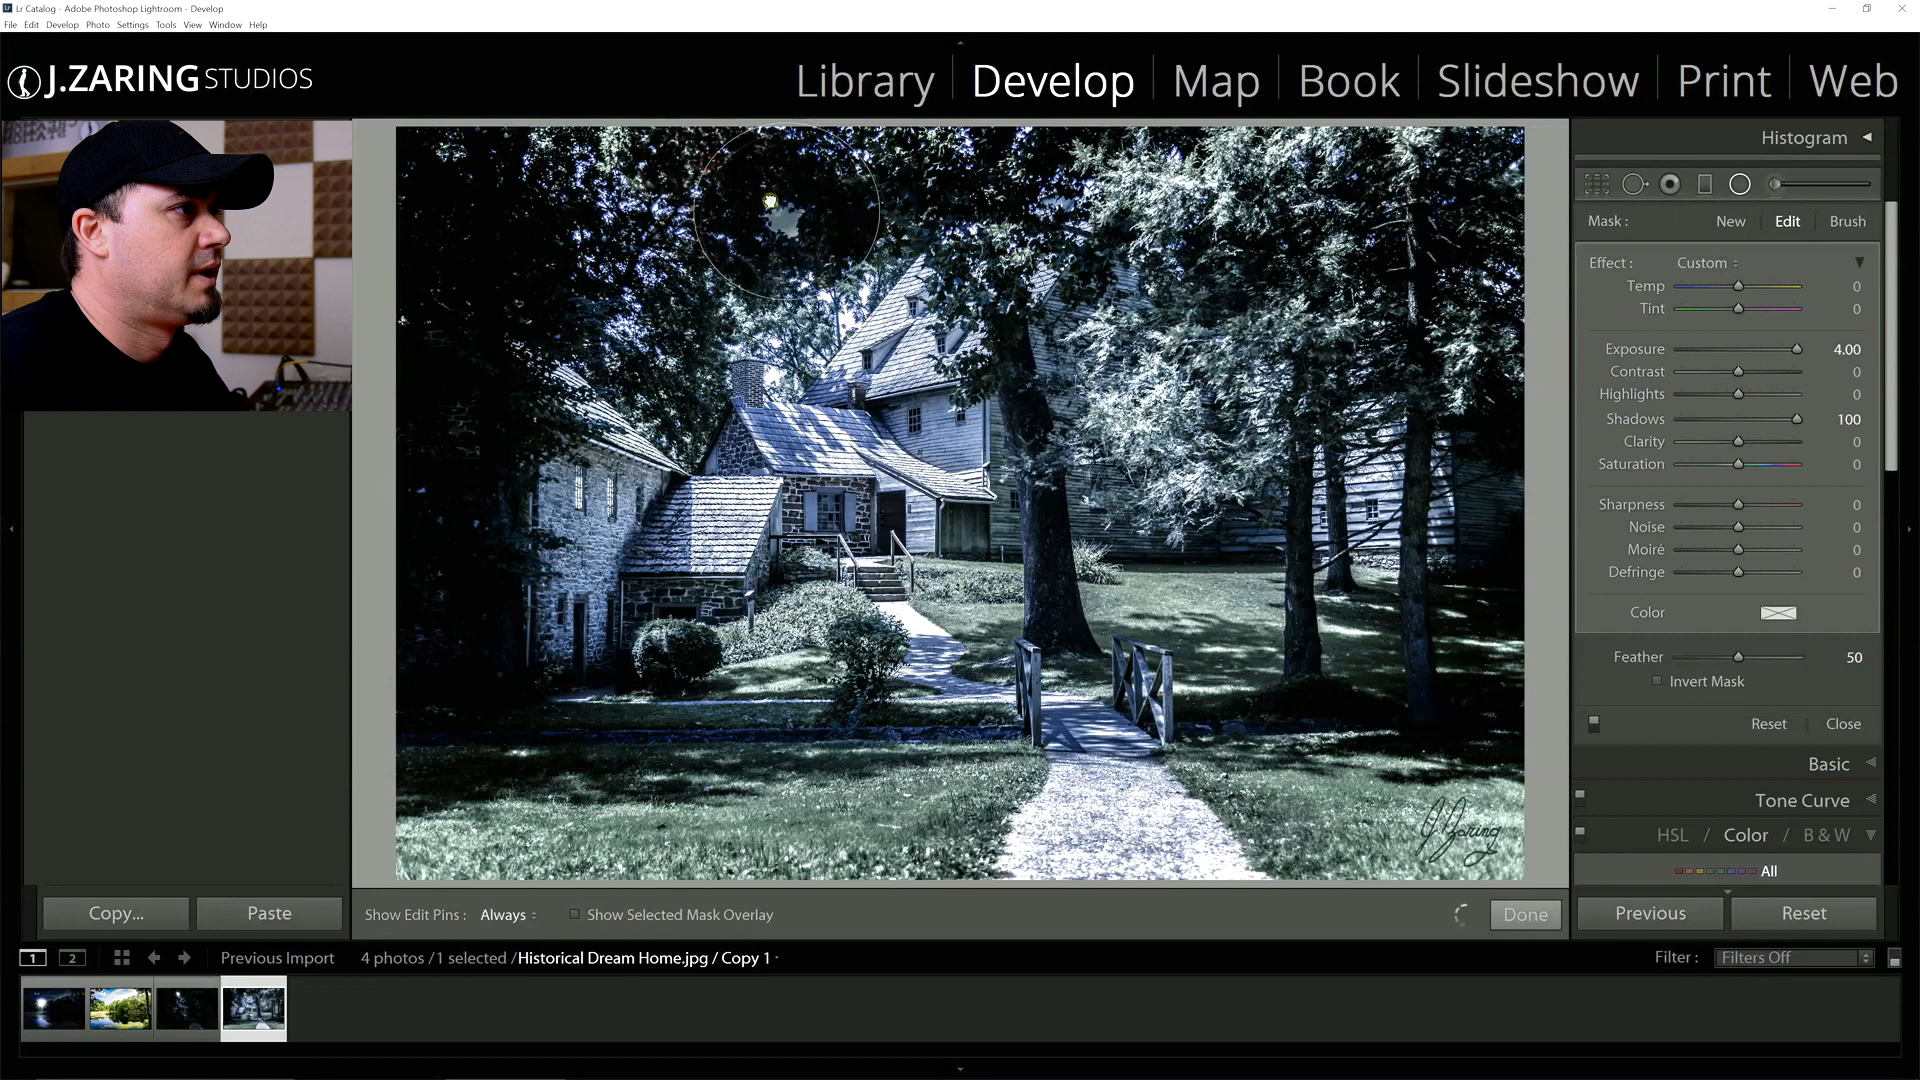 Lr Catalog - Adobe Photoshop Lightroom - Develop
File Edit Develop Photo Settings Tools View Window Help
J.ZARING STUDIOS
Library Develop Map Book Slideshow Print Web
Histogram
Mask : New Edit Brush
Effect : Custom
Temp 0
Tint 0
Exposure 4.00
Contrast 0
Highlights 0
Shadows 100
Clarity 0
Saturation 0
Sharpness 0
Noise 0
Moiré 0
Defringe 0
Color
Feather 50
Invert Mask
Reset Close
Basic
Tone Curve
HSL / Color / B & W
All
J Zaring
Copy... Paste
Show Edit Pins : Always Show Selected Mask Overlay Done
Previous Reset
1 2 Previous Import 4 photos / 1 selected / Historical Dream Home.jpg / Copy 1
Filter : Filters Off